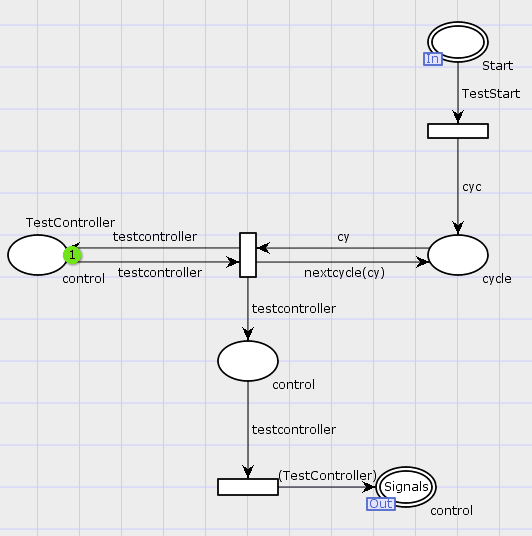 In
Start
TestStart
cyc
TestController
testcontroller
cy
1
testcontroller
nextcycle(cy)
control
cycle
testcontroller
control
testcontroller
(TestController)
Signals
Out
control